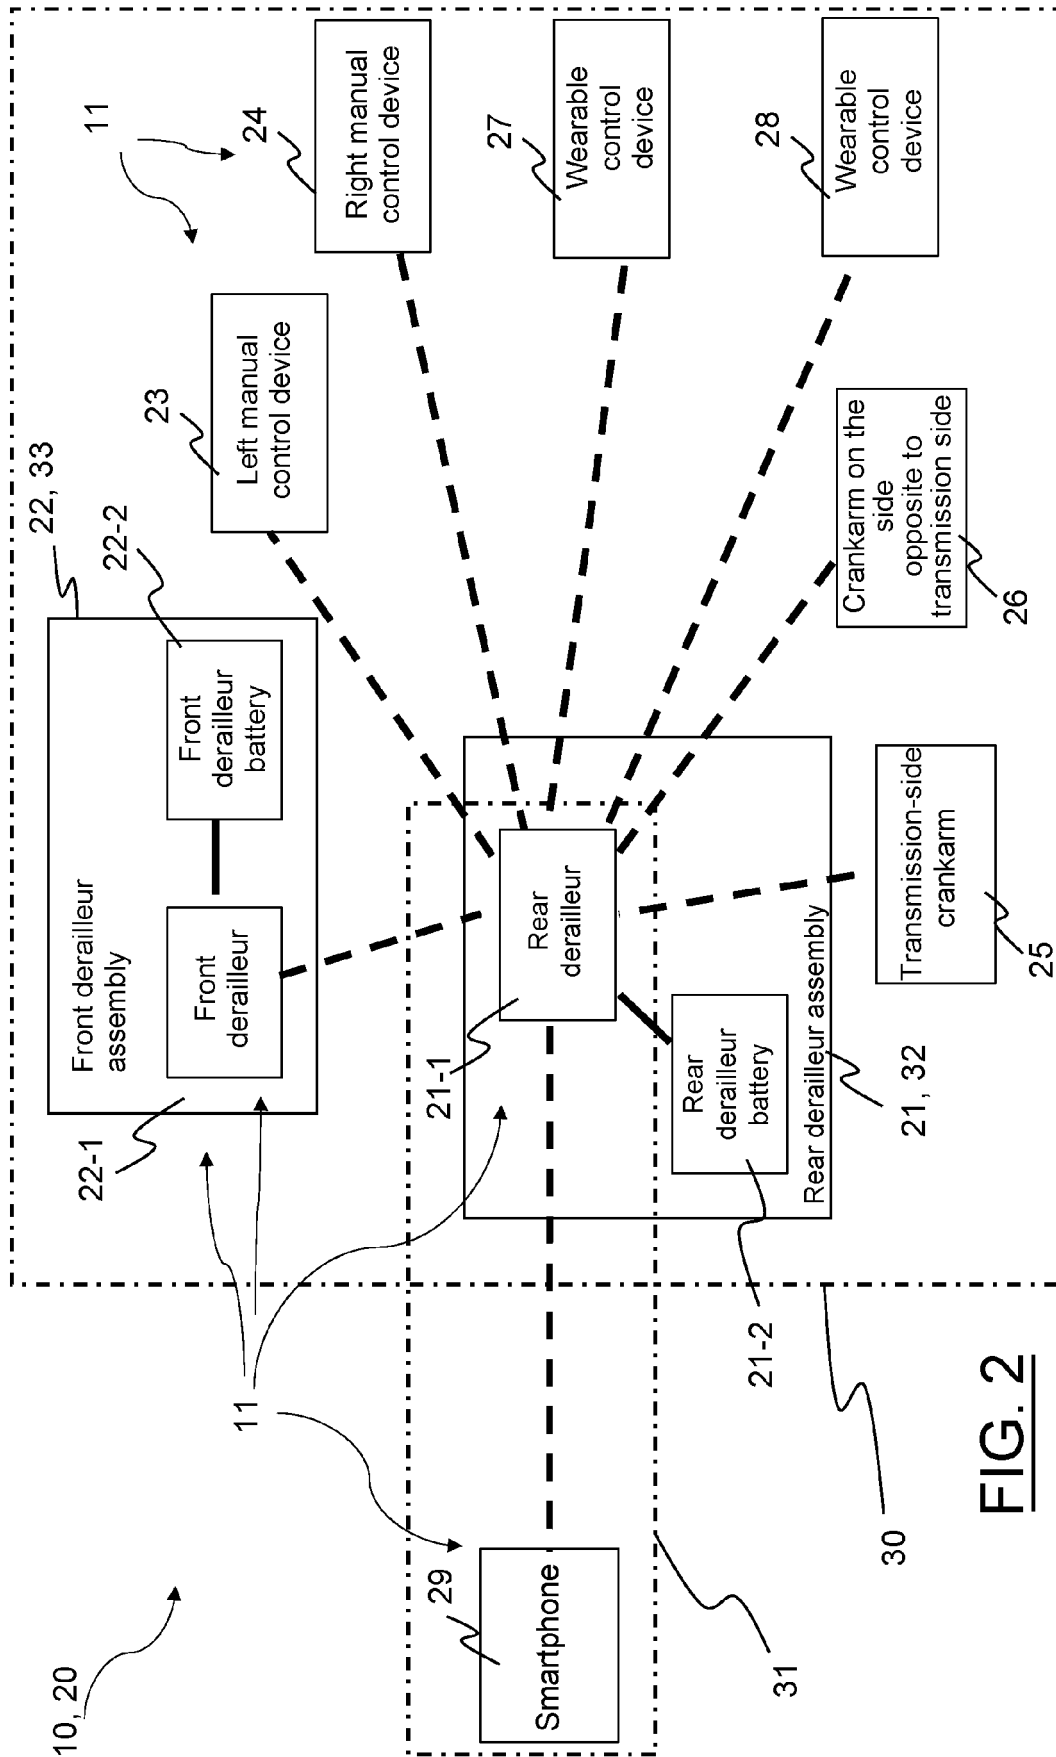 10, 20
11
11
22, 33
Front derailleur
assembly
22-1
Front
derailleur
22-2
Front
derailleur
battery
23
Left manual
control device
24
Right manual
control device
27
Wearable
control
device
28
Wearable
control
device
29
Smartphone
21-1
Rear
derailleur
Rear
derailleur
battery
21-2
Rear derailleur assembly
21, 32
25
Transmission-side
crankarm
26
Crankarm on the
side
opposite to
transmission side
30
31
FIG. 2